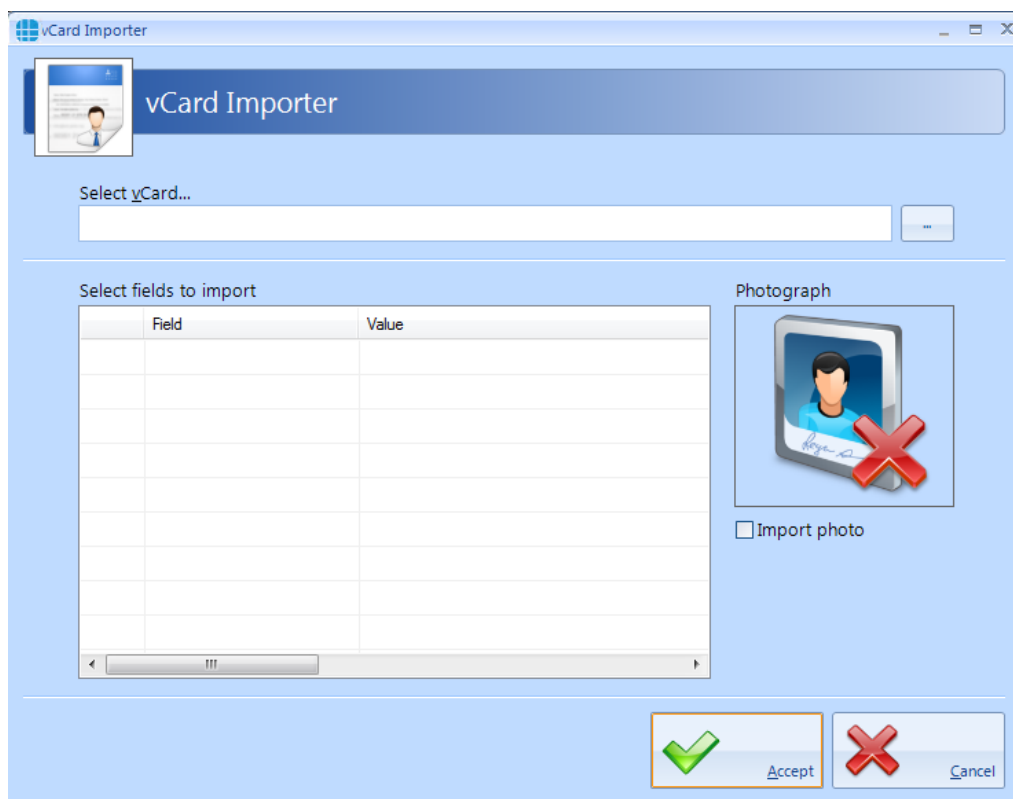 vCard Importer
vCard Importer
Select vCard...
...
Select fields to import
Photograph
Field Value
Import photo
Accept
Cancel